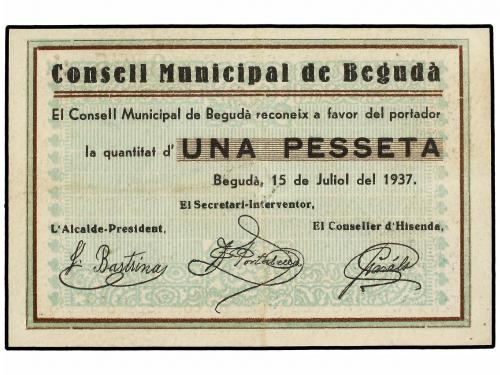 Consell Municipal de Begudà
El Consell Municipal de Begudà reconeix a favor del portador
la quantitat d' UNA PESSETA
Begudà, 15 de Juliol del 1937.
El Secretari-Interventor,
L'Alcalde-President, El Conseller d'Hisenda,
Bastrina